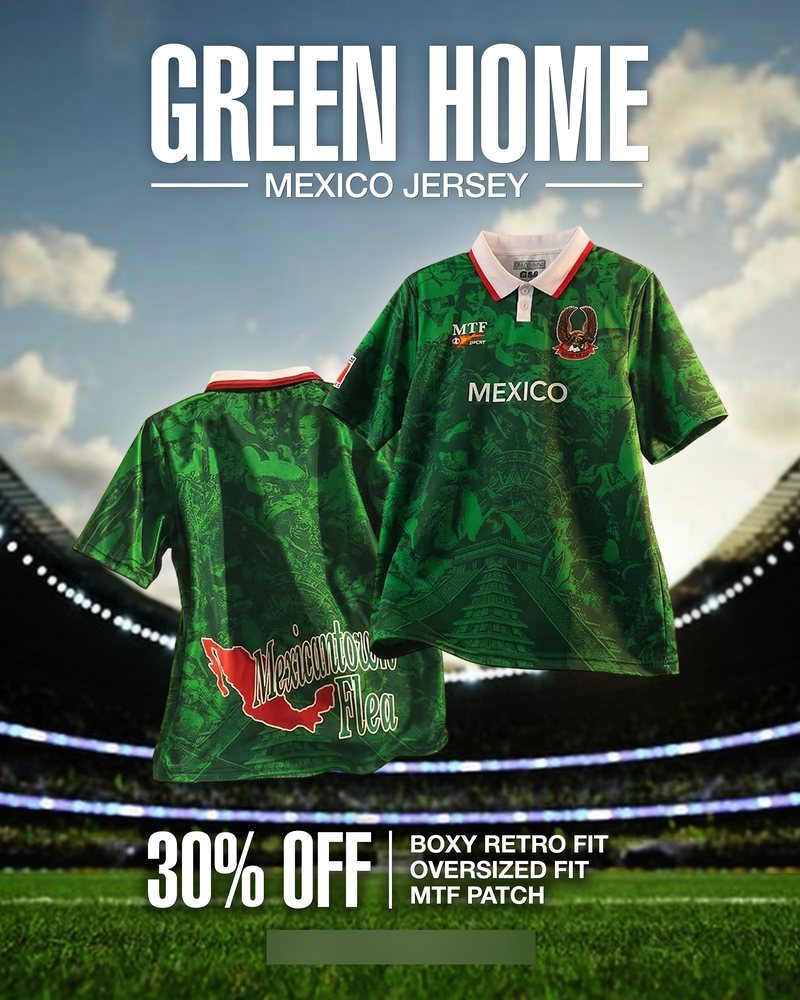 GREEN HOME
MEXICO JERSEY
MTF
MEXICO
Flea
30% OFF
BOXY RETRO FIT
OVERSIZED FIT
MTF PATCH